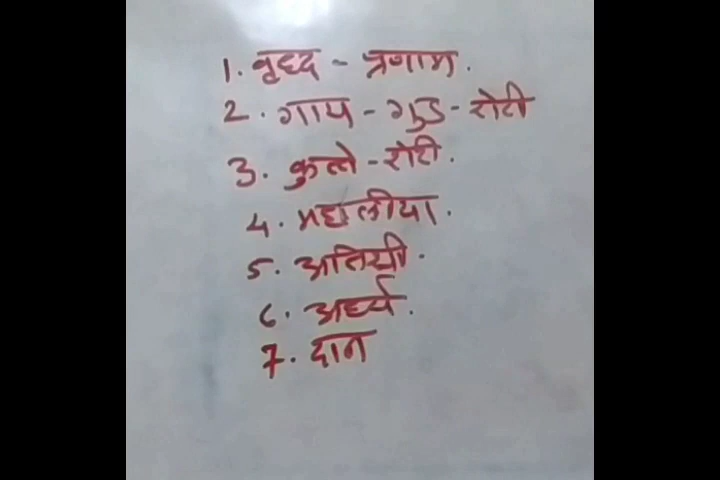 1. वृध्द - प्रणाम.
2. गाय - गुड - रोटी
3. कुत्ते - रोटी.
4. मछलीया.
5. अतिथी.
6. अर्घ्य.
7. दान